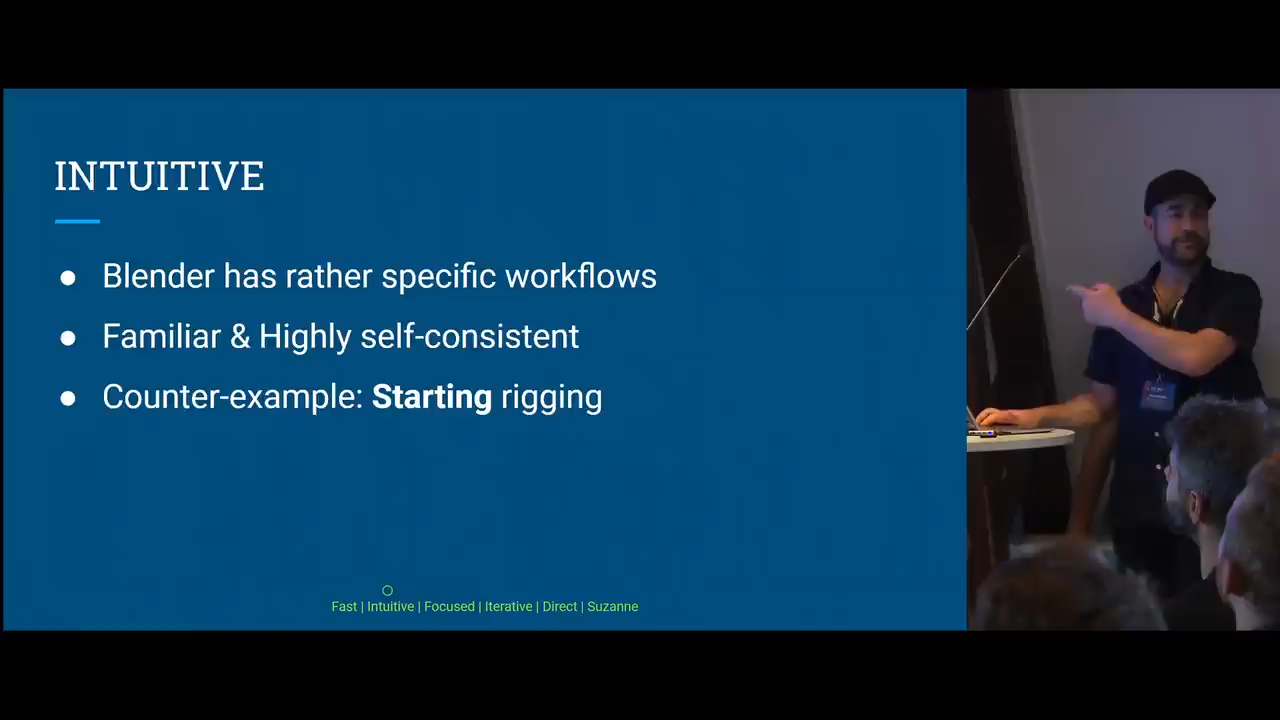 INTUITIVE
● Blender has rather specific workflows
● Familiar & Highly self-consistent
● Counter-example: Starting rigging
Fast | Intuitive | Focused | Iterative | Direct | Suzanne